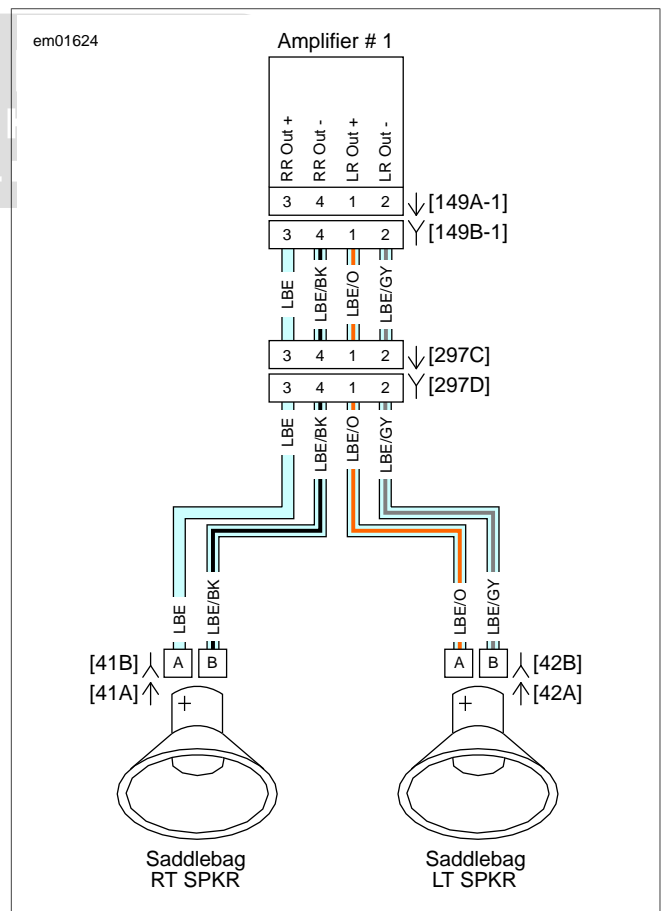 em01624
Amplifier # 1
RR Out +
RR Out -
LR Out +
LR Out -
3 4 1 2 [149A-1]
3 4 1 2 [149B-1]
LBE
LBE/BK
LBE/O
LBE/GY
3 4 1 2 [297C]
3 4 1 2 [297D]
LBE
LBE/BK
LBE/O
LBE/GY
LBE
LBE/BK
LBE/O
LBE/GY
[41B] A B A B [42B]
[41A] + + [42A]
Saddlebag
RT SPKR
Saddlebag
LT SPKR